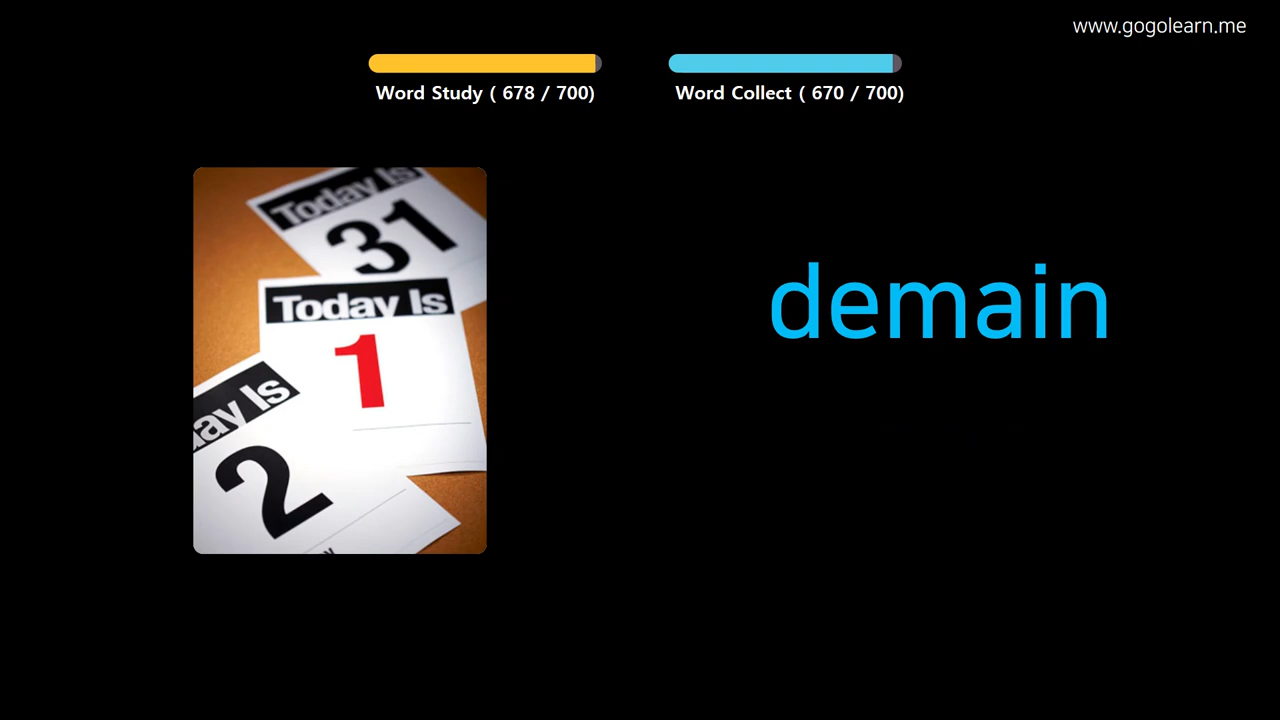 www.gogolearn.me
Word Study ( 678 / 700)
Word Collect ( 670 / 700)
Today Is
31
Today Is
1
ay Is
2
demain